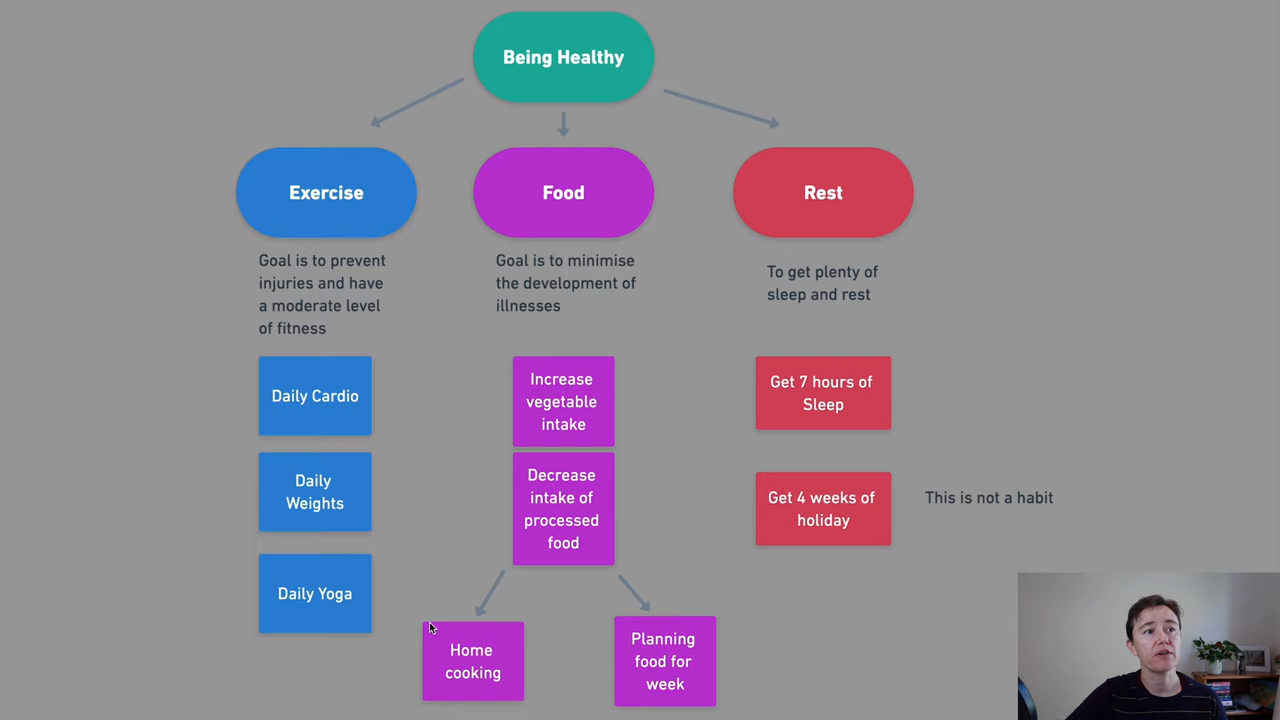 Being Healthy
Exercise
Food
Rest
Goal is to prevent
injuries and have
a moderate level
of fitness
Goal is to minimise
the development of
illnesses
To get plenty of
sleep and rest
Daily Cardio
Daily
Weights
Daily Yoga
Increase
vegetable
intake
Decrease
intake of
processed
food
Home
cooking
Planning
food for
week
Get 7 hours of
Sleep
Get 4 weeks of
holiday
This is not a habit